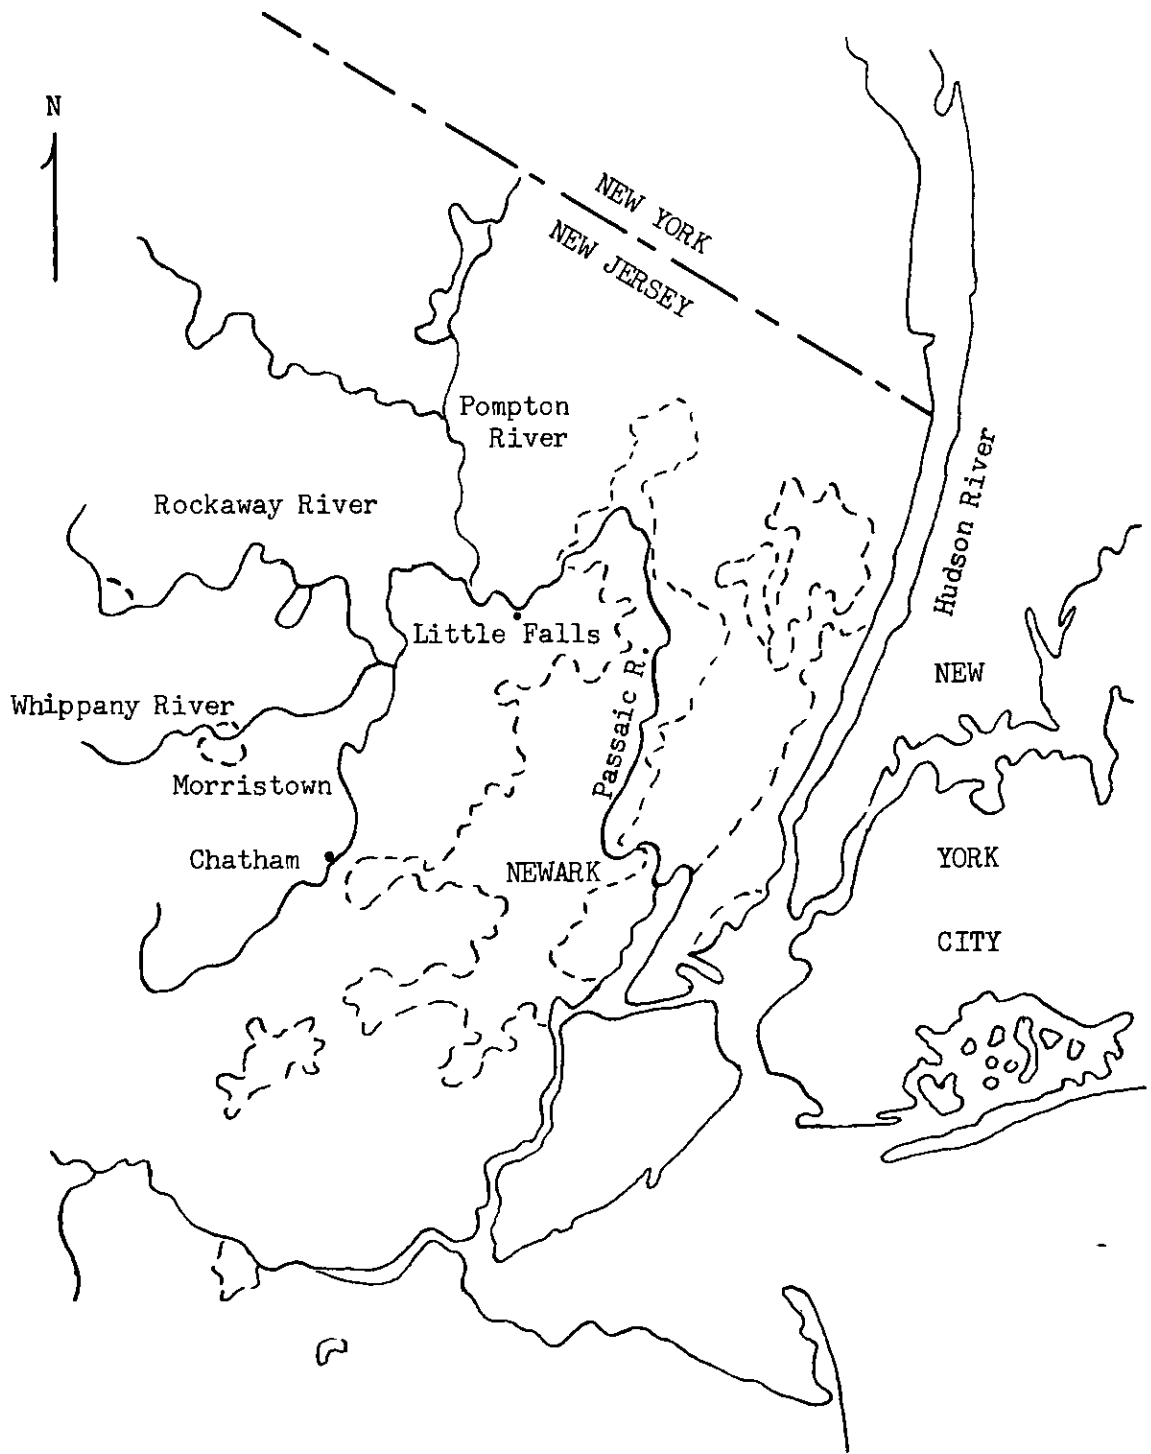 N
NEW YORK
NEW JERSEY
Pompton
River
Rockaway River
Hudson River
Little Falls
Passaic R.
NEW
Whippany River
Morristown
Chatham
NEWARK
YORK
CITY